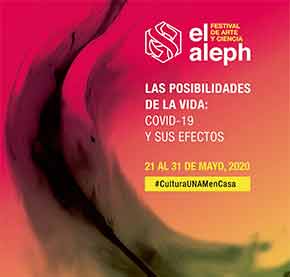 el aleph
FESTIVAL
DE ARTE
Y CIENCIA
LAS POSIBILIDADES
DE LA VIDA:
COVID-19
Y SUS EFECTOS
21 AL 31 DE MAYO, 2020
#CulturaUNAMenCasa